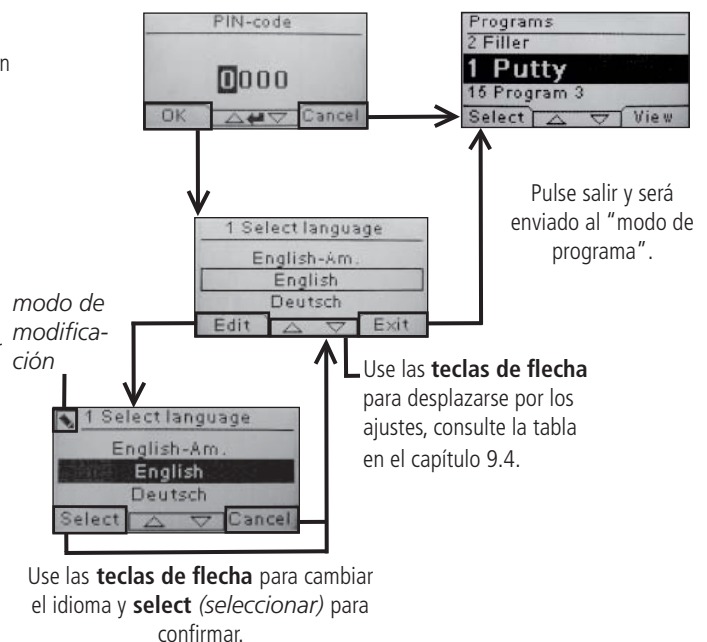 n
PIN-code
0000
OK
Cancel
Programs
2 Filler
1 Putty
15 Program 3
Select
View
Pulse salir y será
enviado al “modo de
programa”.
1 Select language
English-Am.
English
Deutsch
Edit
Exit
modo de
modifica-
ción
Use las teclas de flecha
para desplazarse por los
ajustes, consulte la tabla
en el capítulo 9.4.
1 Select language
English-Am.
English
Deutsch
Select
Cancel
Use las teclas de flecha para cambiar
el idioma y select (seleccionar) para
confirmar.